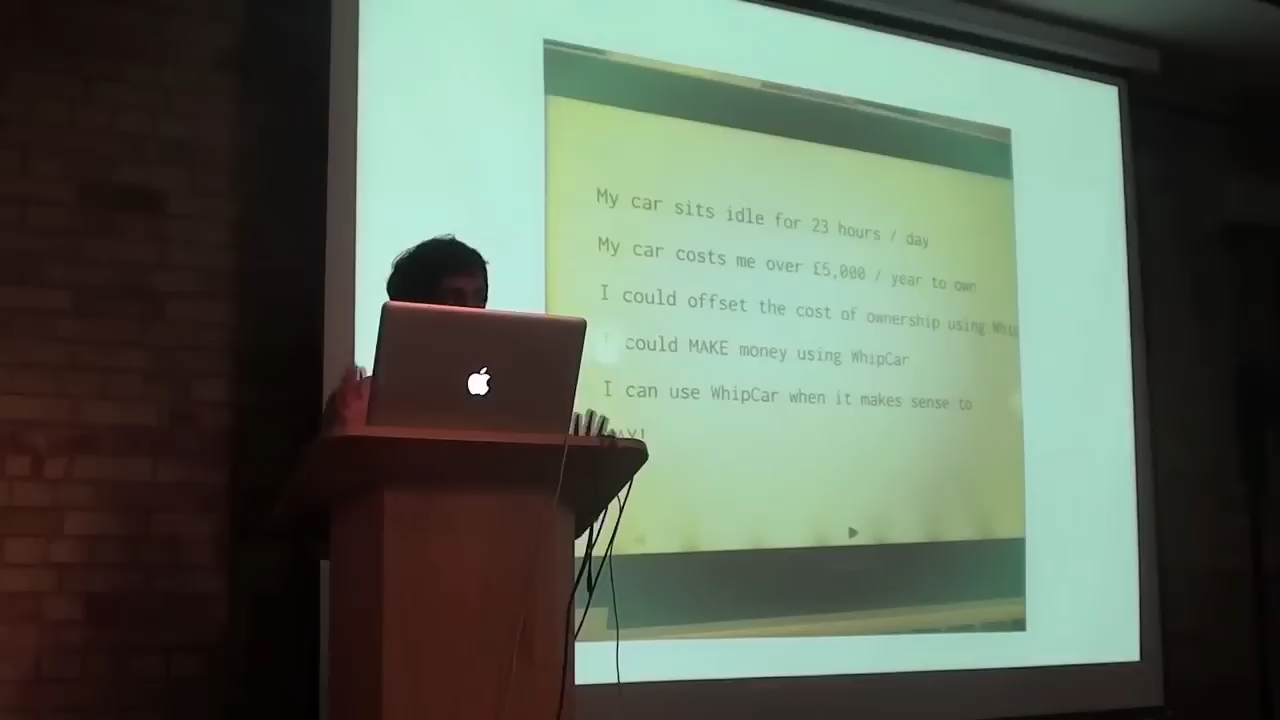 My car sits idle for 23 hours / day
My car costs me over £5,000 / year to own
I could offset the cost of ownership using Whip
I could MAKE money using WhipCar
I can use WhipCar when it makes sense to